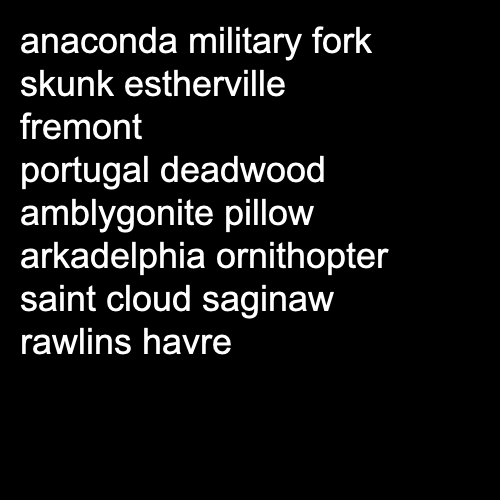 anaconda military fork
skunk estherville
fremont
portugal deadwood
amblygonite pillow
arkadelphia ornithopter
saint cloud saginaw
rawlins havre